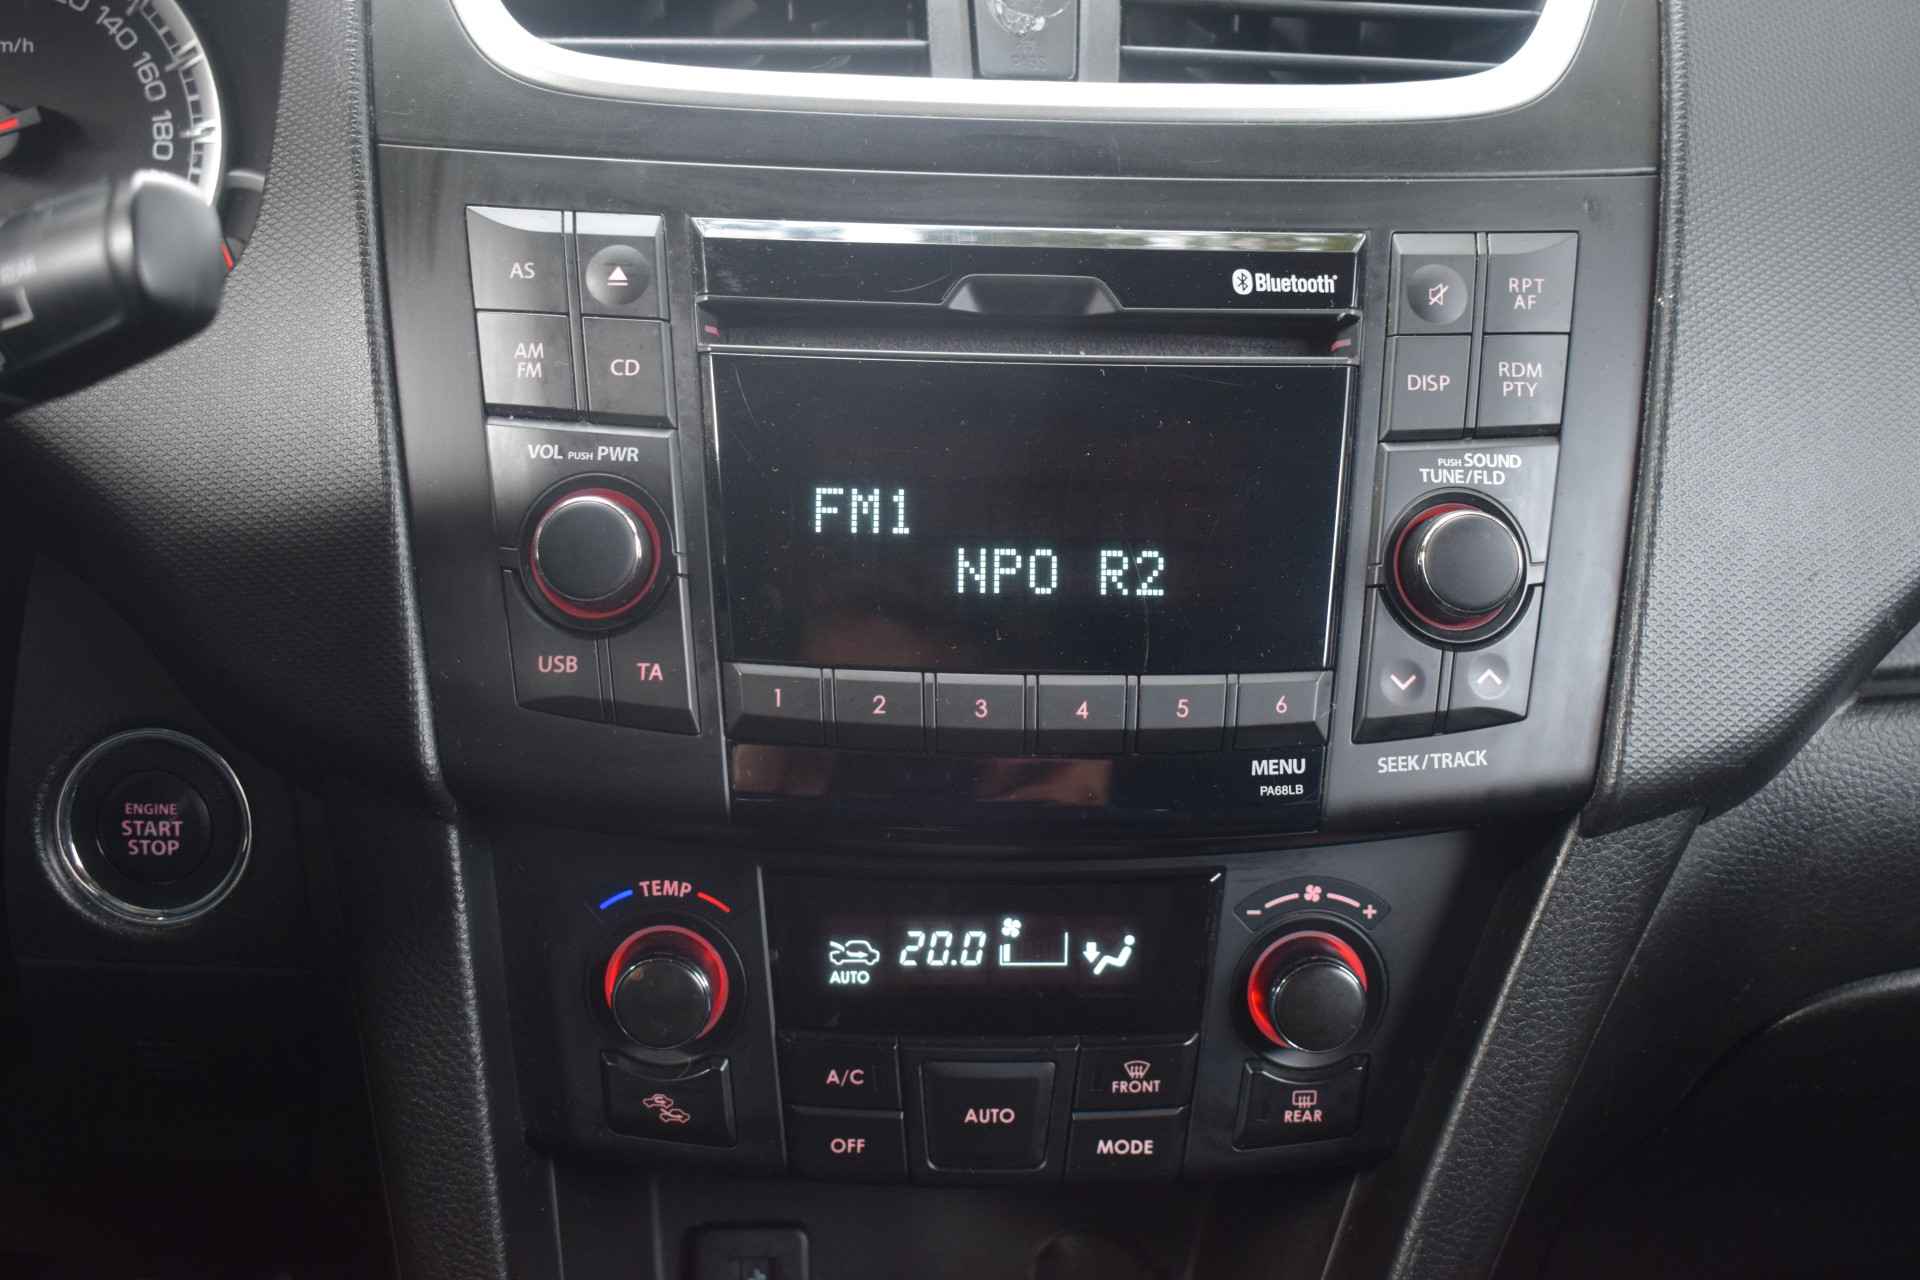 140
160
180
m/h
REAR
AS
AM
FM
CD
Bluetooth
RPT
AF
DISP
RDM
PTY
VOL PUSH PWR
PUSH SOUND
TUNE/FLD
FM1
NPO R2
USB
TA
1
2
3
4
5
6
MENU
PA68LB
SEEK/TRACK
ENGINE
START
STOP
TEMP
AUTO
20.0
- +
A/C
OFF
AUTO
FRONT
MODE
REAR